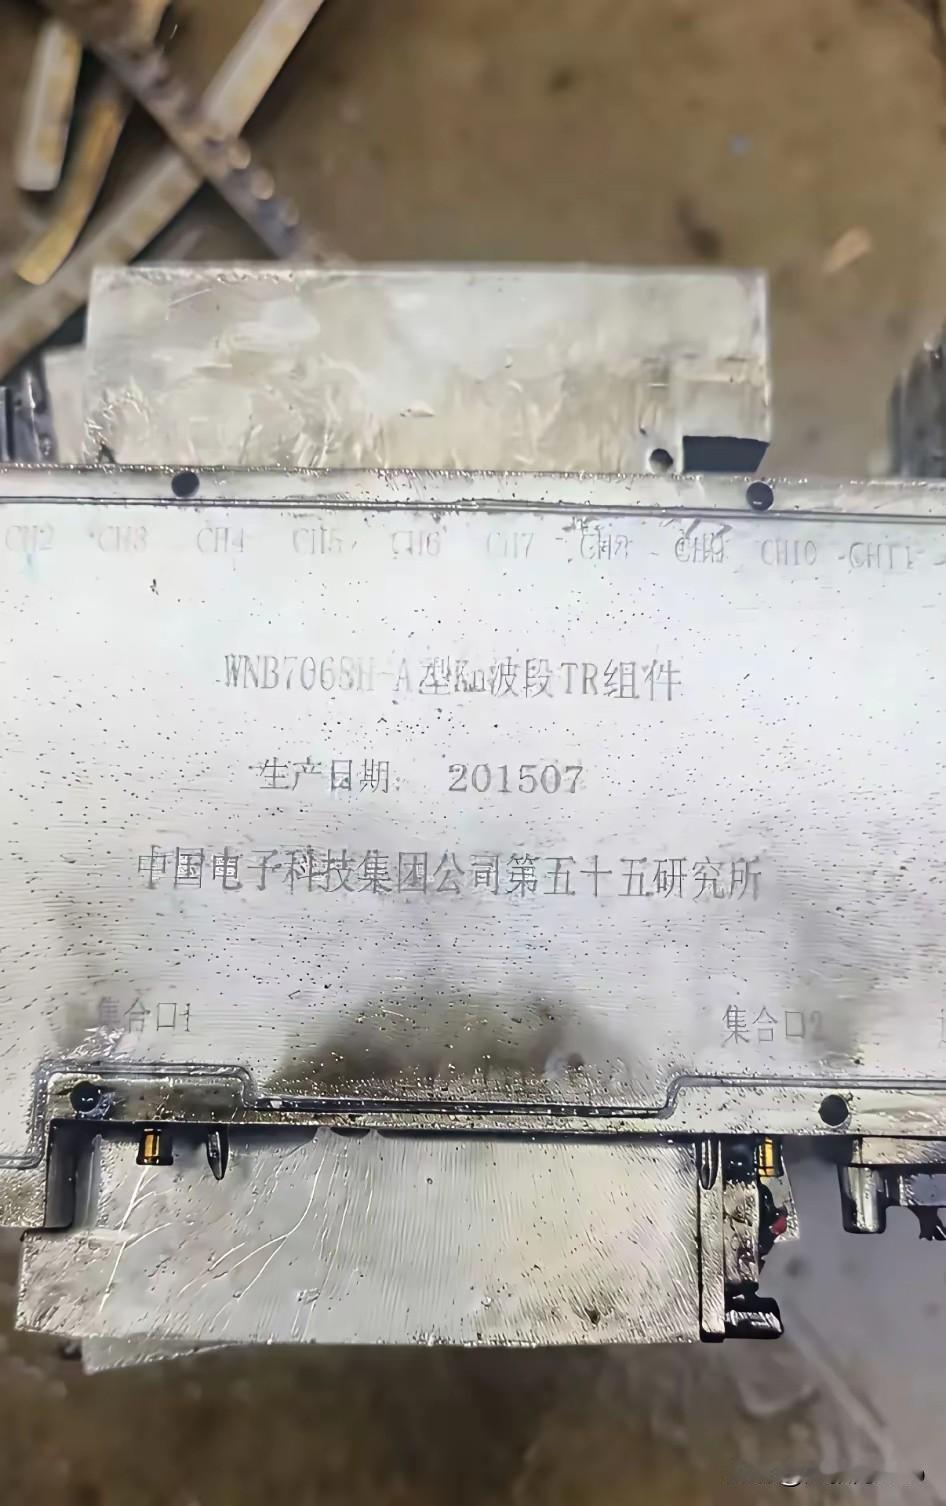 CH2 CH3 CH4 CH5 CH6 CH7 CH8 CH9 CH10 CH11
WNB7068H-A型Ku波段TR组件
生产日期: 201507
中国电子科技集团公司第五十五研究所
集合口1 集合口2